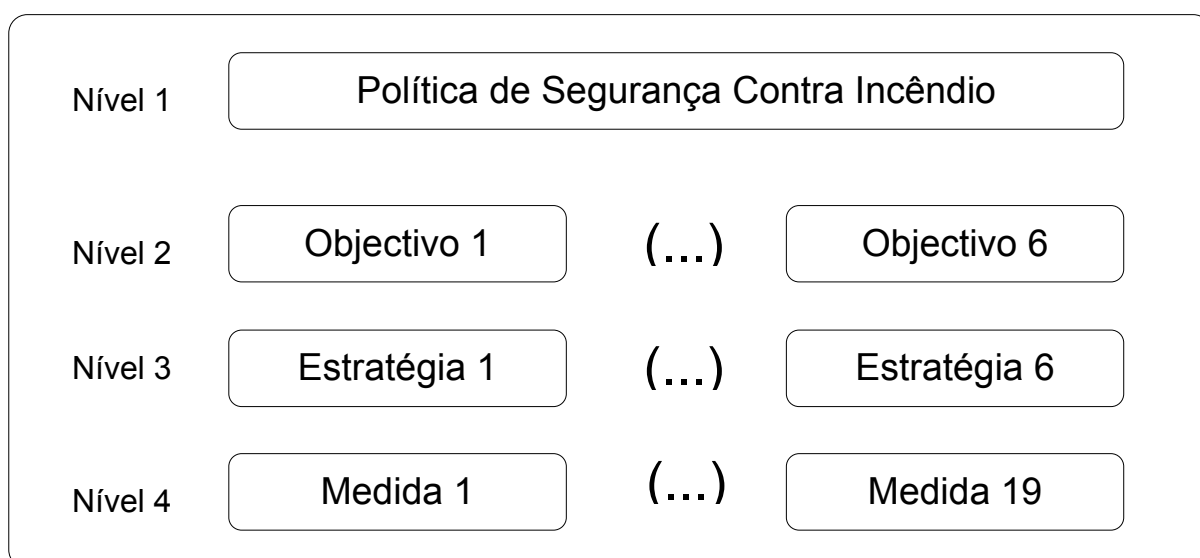 Nível 1 Política de Segurança Contra Incêndio
Nível 2 Objectivo 1 (...) Objectivo 6
Nível 3 Estratégia 1 (...) Estratégia 6
Nível 4 Medida 1 (...) Medida 19